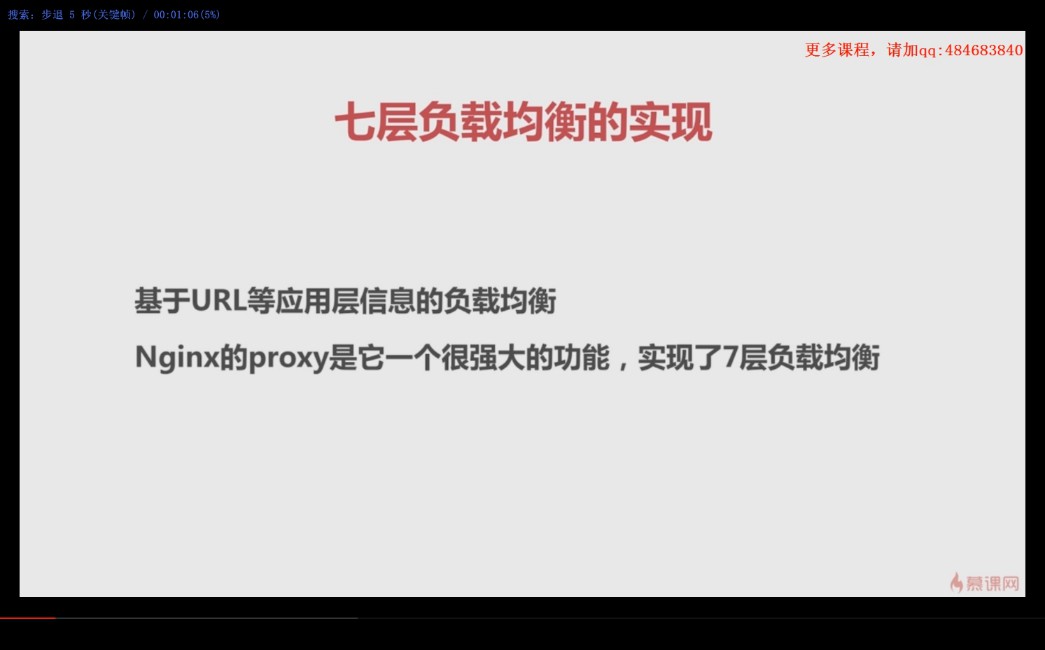 搜索: 步退 5 秒(关键帧) / 00:01:06(5%)
更多课程，请加qq:484683840
七层负载均衡的实现
基于URL等应用层信息的负载均衡
Nginx的proxy是它一个很强大的功能，实现了7层负载均衡
慕课网